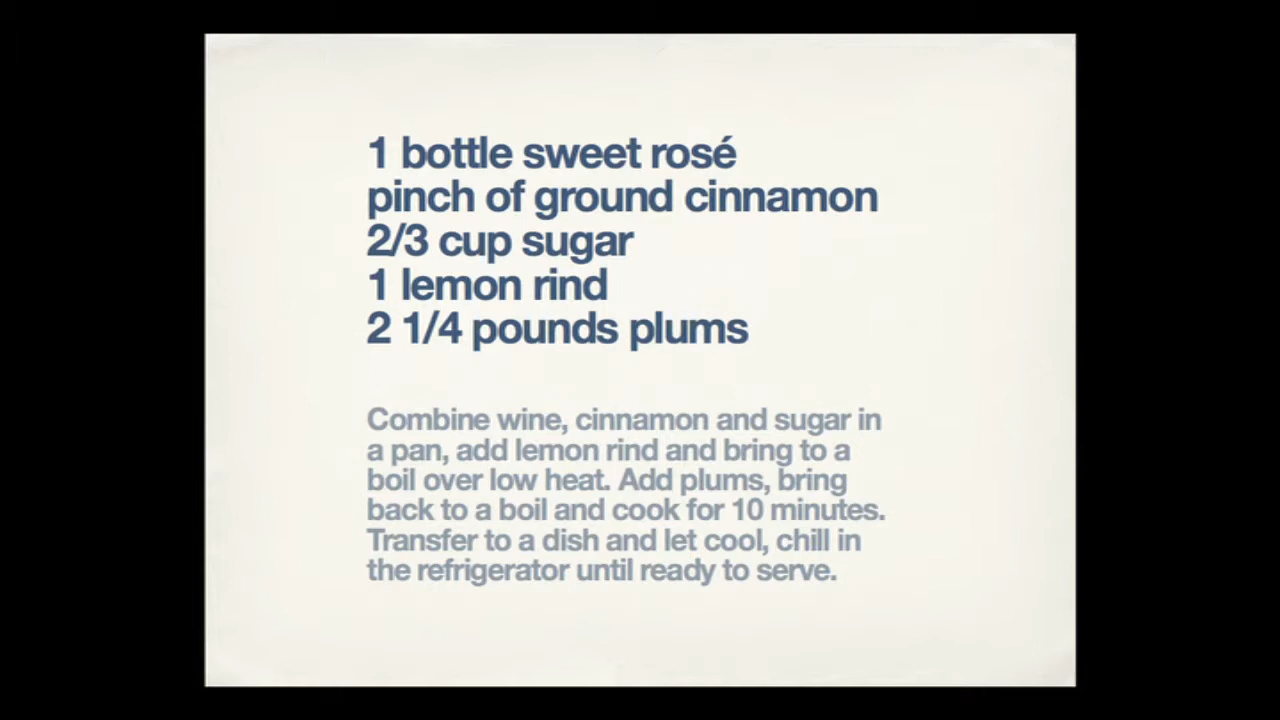 1 bottle sweet rosé
pinch of ground cinnamon
2/3 cup sugar
1 lemon rind
2 1/4 pounds plums
Combine wine, cinnamon and sugar in
a pan, add lemon rind and bring to a
boil over low heat. Add plums, bring
back to a boil and cook for 10 minutes.
Transfer to a dish and let cool, chill in
the refrigerator until ready to serve.